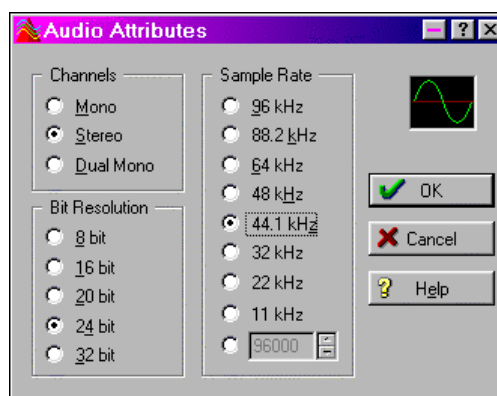 Audio Attributes
Channels
Mono
Stereo
Dual Mono
Bit Resolution
8 bit
16 bit
20 bit
24 bit
32 bit
Sample Rate
96 kHz
88.2 kHz
64 kHz
48 kHz
44.1 kHz
32 kHz
22 kHz
11 kHz
96000
OK
Cancel
Help